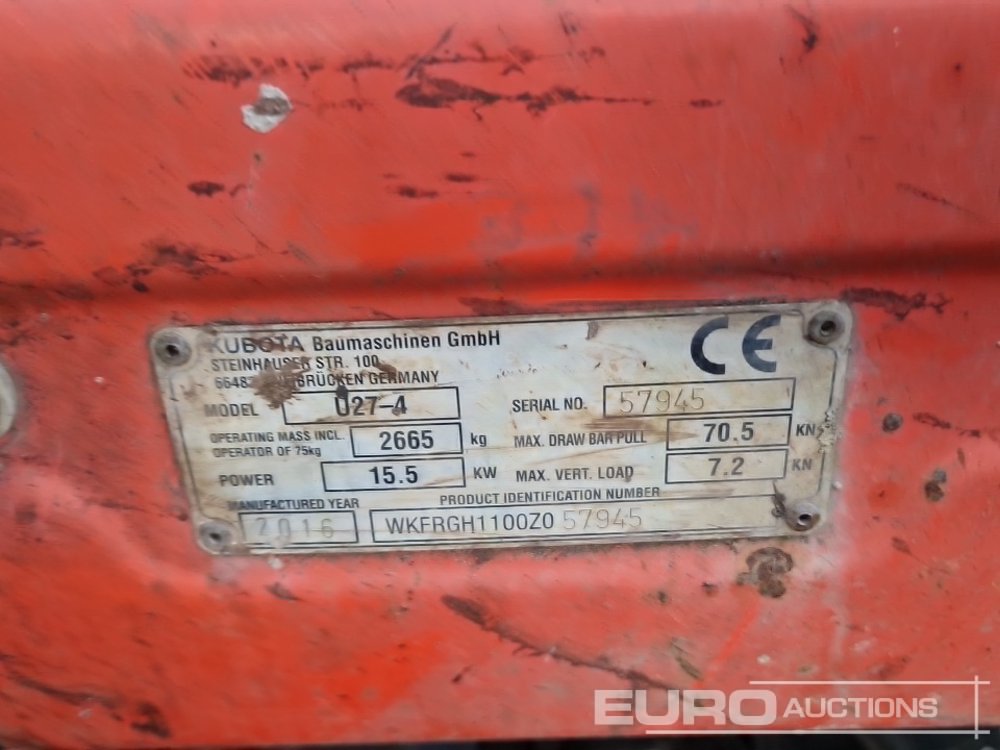 KUBOTA Baumaschinen GmbH
STEINHAUSER STR. 100
BRÜCKEN GERMANY
CE
MODEL U27-4
SERIAL NO. 57945
OPERATING MASS INCL.
OPERATOR OF 75kg
2665 kg
MAX. DRAW BAR PULL 70.5 KN
POWER 15.5 KW
MAX. VERT. LOAD 7.2 KN
MANUFACTURED YEAR
2016
PRODUCT IDENTIFICATION NUMBER
WKFRGH1100Z057945
EURO AUCTIONS